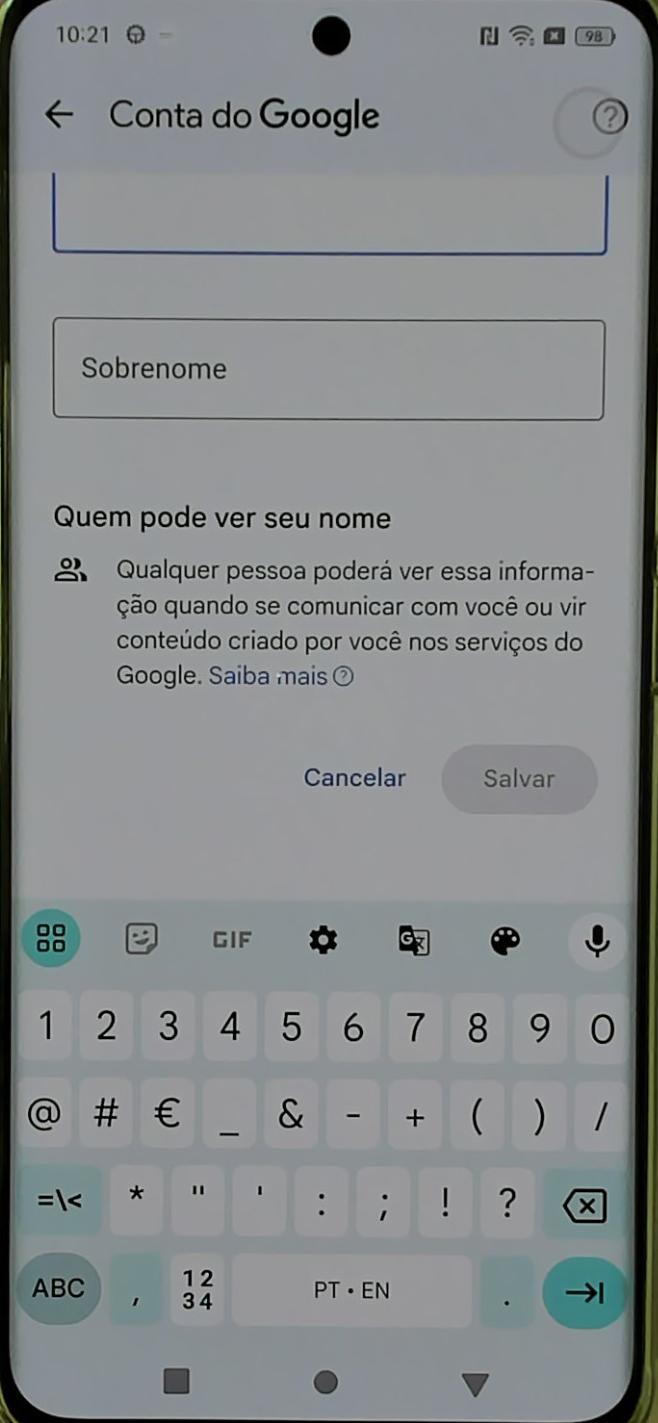 10:21 98
Conta do Google
Sobrenome
Quem pode ver seu nome
Qualquer pessoa poderá ver essa informa-
ção quando se comunicar com você ou vir
conteúdo criado por você nos serviços do
Google. Saiba mais
Cancelar Salvar
GIF
1 2 3 4 5 6 7 8 9 0
@ # € _ & - + ( ) /
=\< * " ' : ; ! ?
ABC , 12 34 PT • EN .